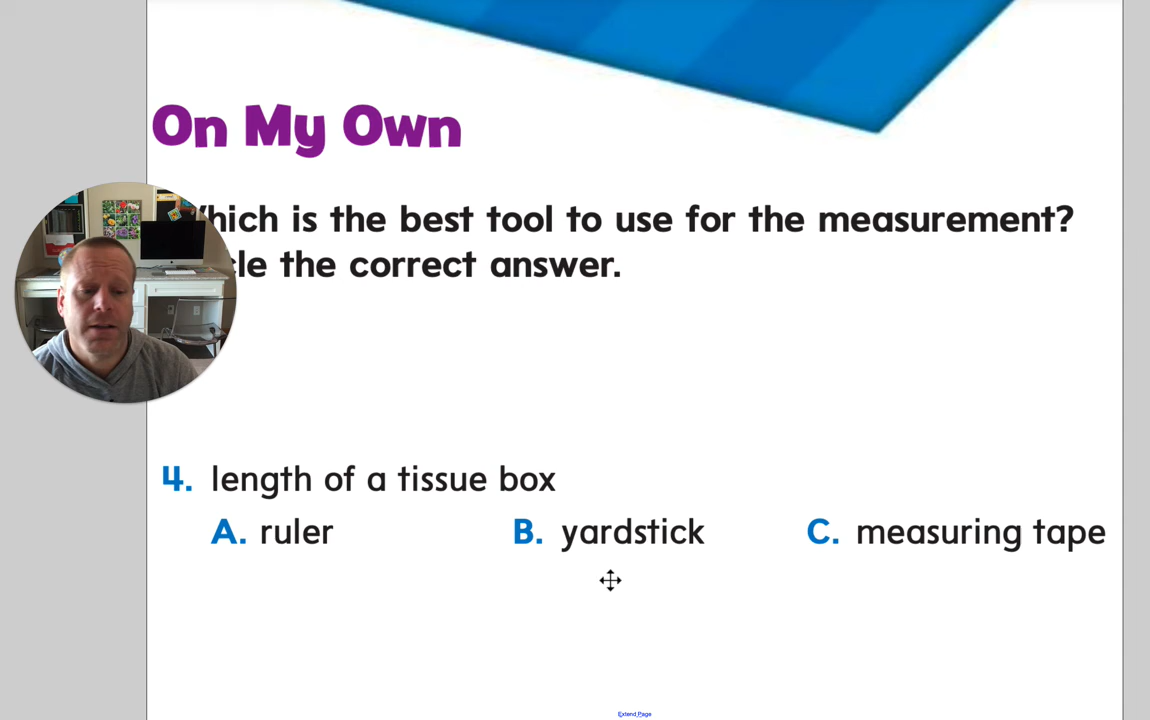 On My Own
Which is the best tool to use for the measurement?
cle the correct answer.
4. length of a tissue box
A. ruler B. yardstick C. measuring tape
Extend Page